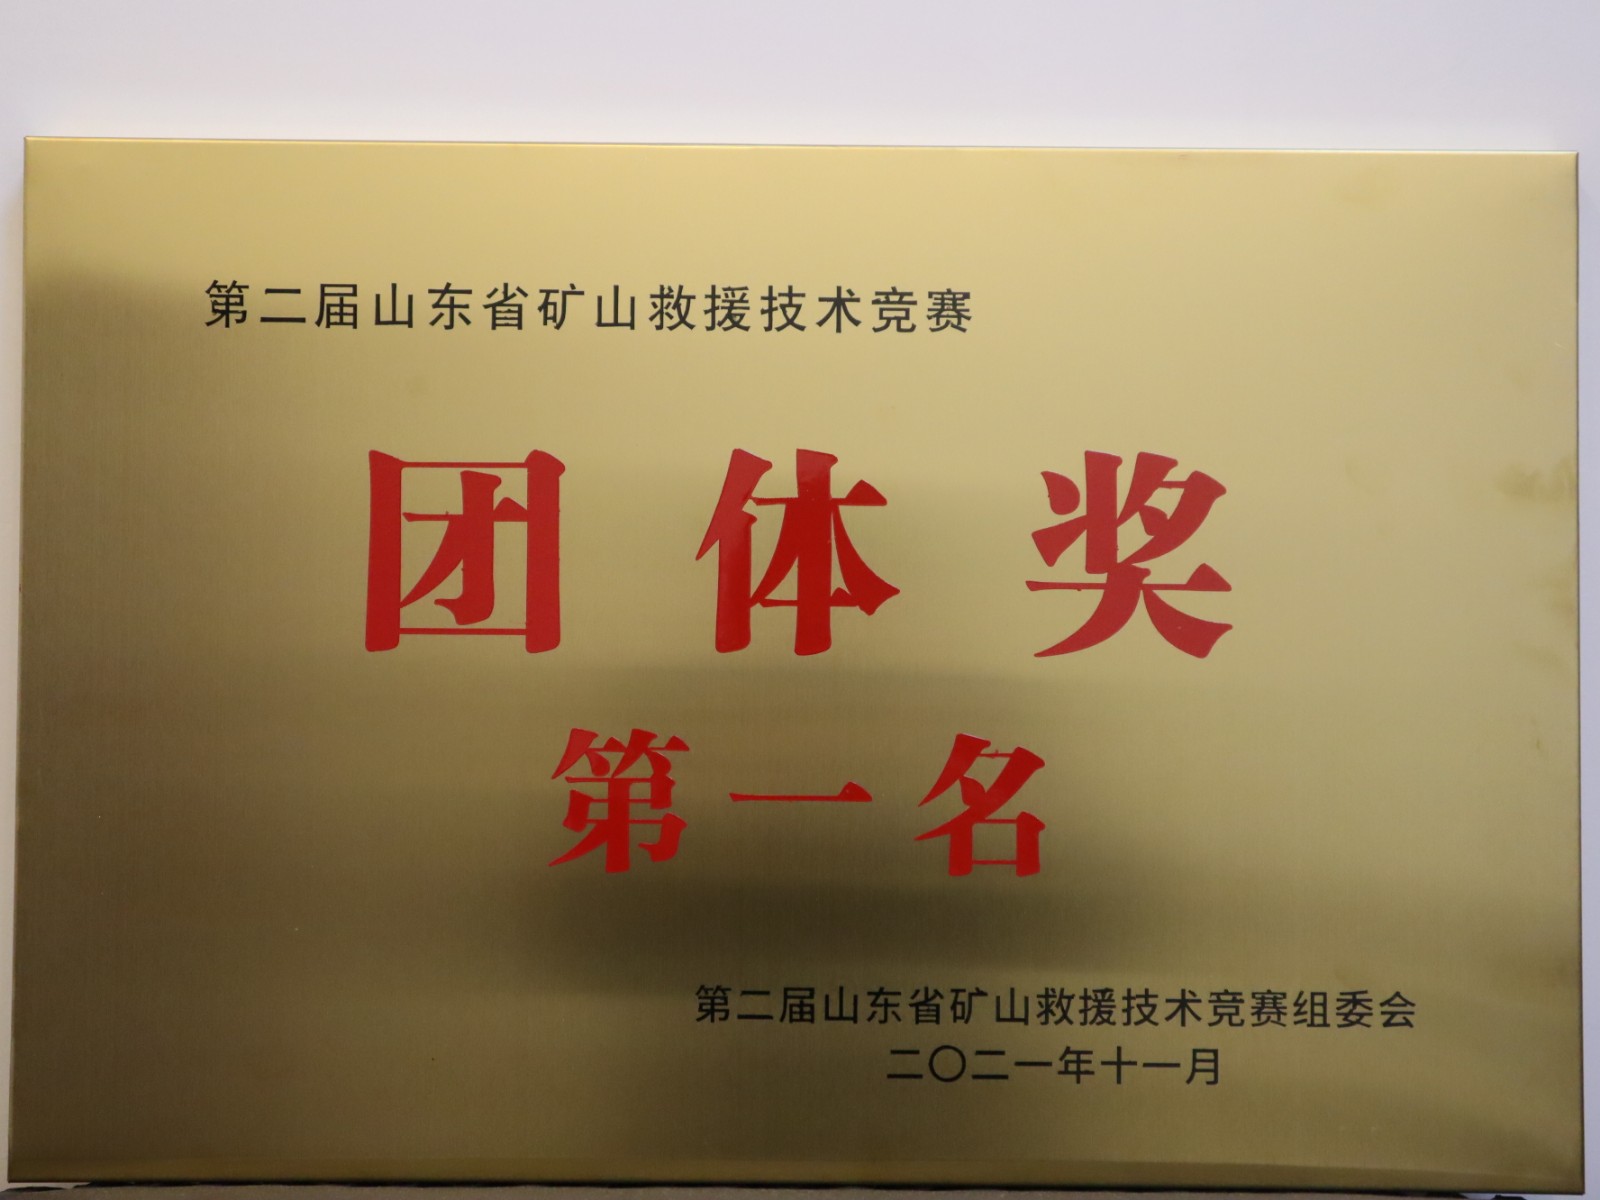 第二届山东省矿山救援技术竞赛
团体奖
第一名
第二届山东省矿山救援技术竞赛组委会
二〇二一年十一月